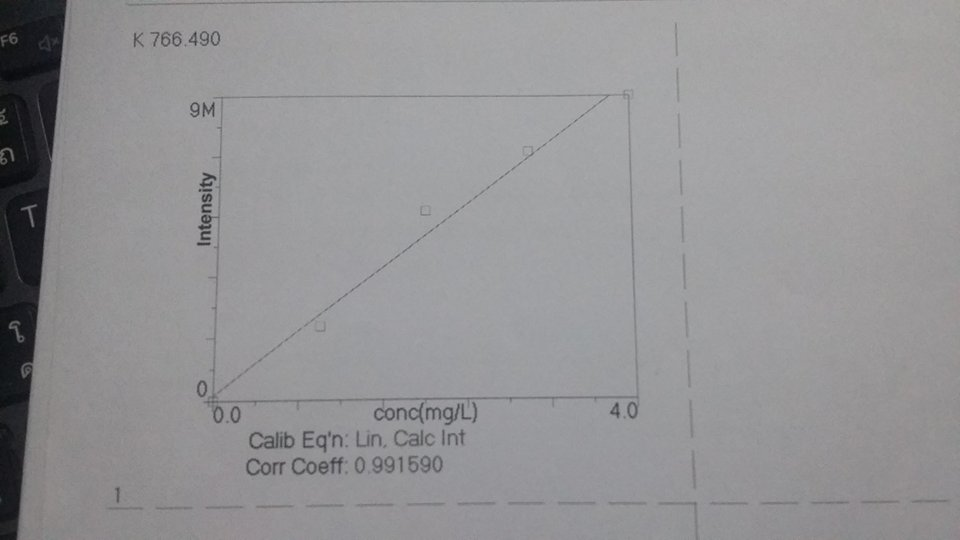 F6
K 766.490
9M
T
Intensity
0
0.0
conc(mg/L)
4.0
Calib Eq'n: Lin, Calc Int
Corr Coeff: 0.991590
1